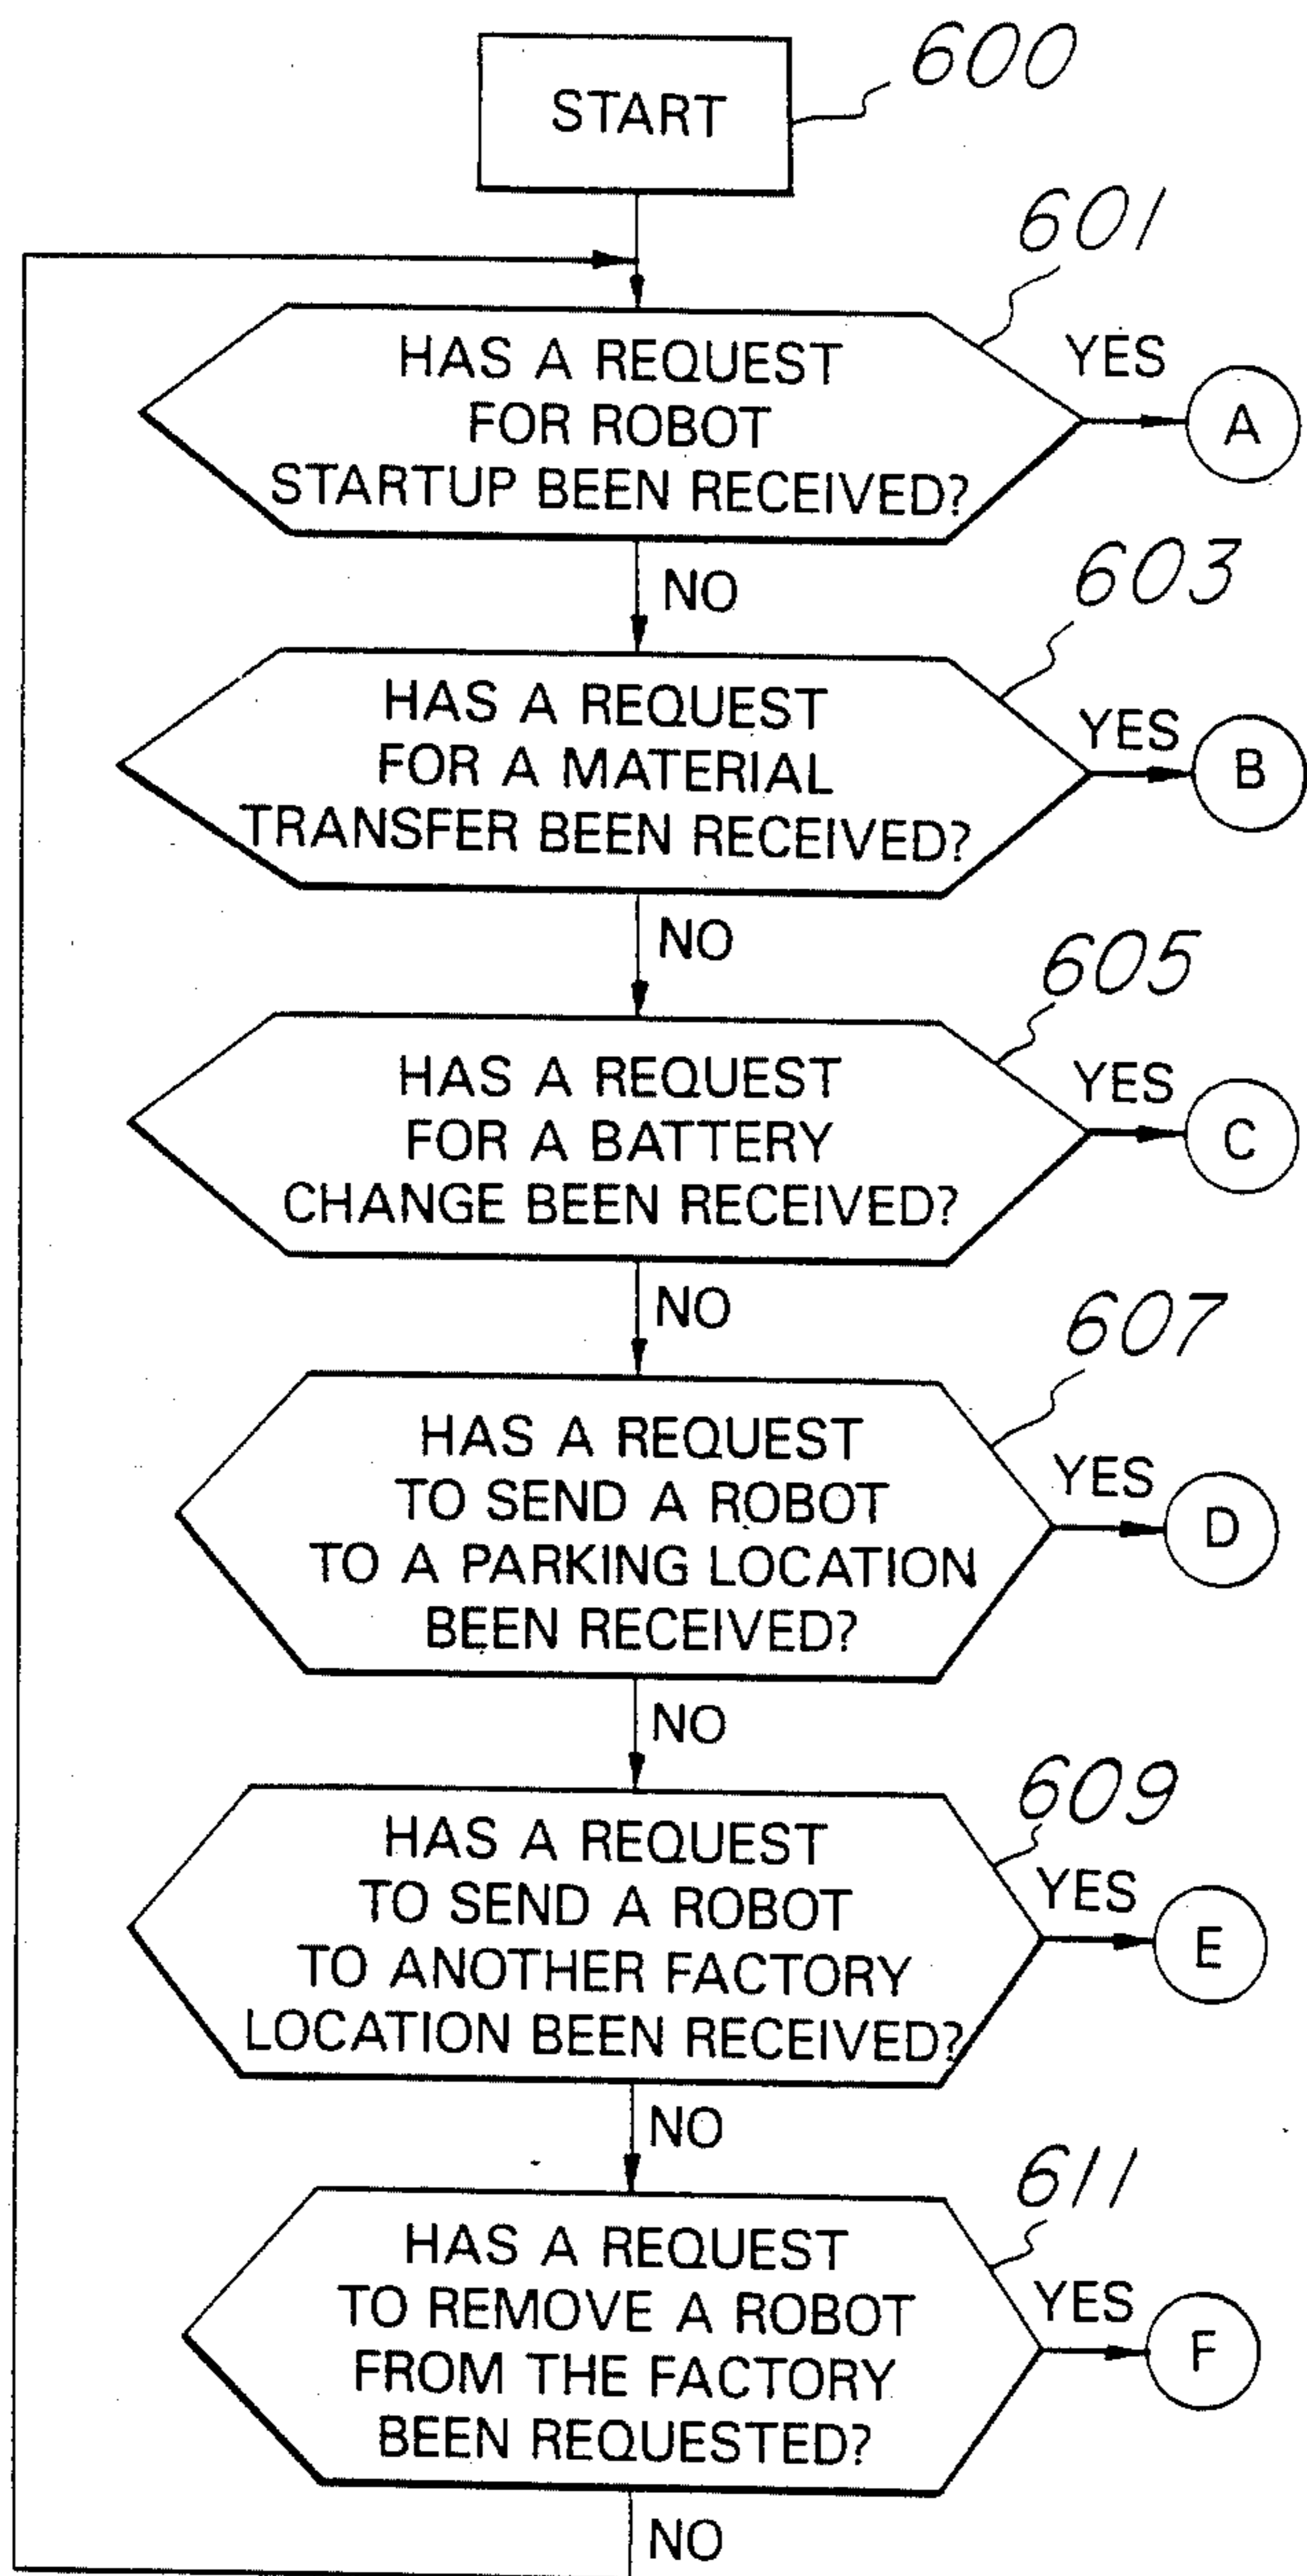 START
600
601
HAS A REQUEST
FOR ROBOT
STARTUP BEEN RECEIVED?
YES
A
NO
603
HAS A REQUEST
FOR A MATERIAL
TRANSFER BEEN RECEIVED?
YES
B
NO
605
HAS A REQUEST
FOR A BATTERY
CHANGE BEEN RECEIVED?
YES
C
NO
607
HAS A REQUEST
TO SEND A ROBOT
TO A PARKING LOCATION
BEEN RECEIVED?
YES
D
NO
609
HAS A REQUEST
TO SEND A ROBOT
TO ANOTHER FACTORY
LOCATION BEEN RECEIVED?
YES
E
NO
611
HAS A REQUEST
TO REMOVE A ROBOT
FROM THE FACTORY
BEEN REQUESTED?
YES
F
NO